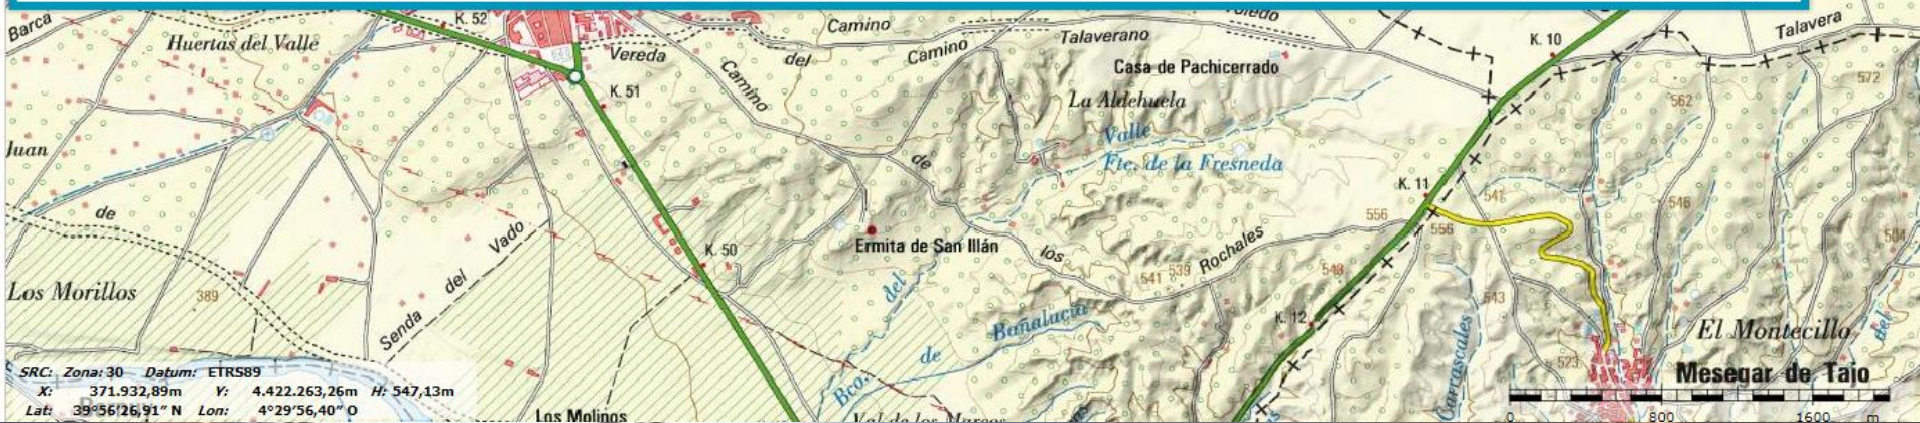 Barca
K. 52
Huertas del Valle
Vereda
del
Camino
Camino
Talaverano
Toledo
Casa de Pachicerrado
K. 10
Talavera
572
Camino
K. 51
La Aldehuela
562
Juan
Valle
Fte. de la Fresneda
de
K. 11
541
546
556
556
de
Vado
del
Senda
Ermita de San Illán
K. 50
los
Rochales
541
539
548
504
Los Morillos
389
del
543
K. 12
Bañalucía
de
Bco.
Carrascales
El Montecillo
del
523
Mesegar de Tajo
SRC: Zona: 30 Datum: ETRS89
X: 371.932,89m Y: 4.422.263,26m H: 547,13m
Lat: 39°56'26,91" N Lon: 4°29'56,40" O
Los Molinos
Val de los Marcos
0 800 1600 m